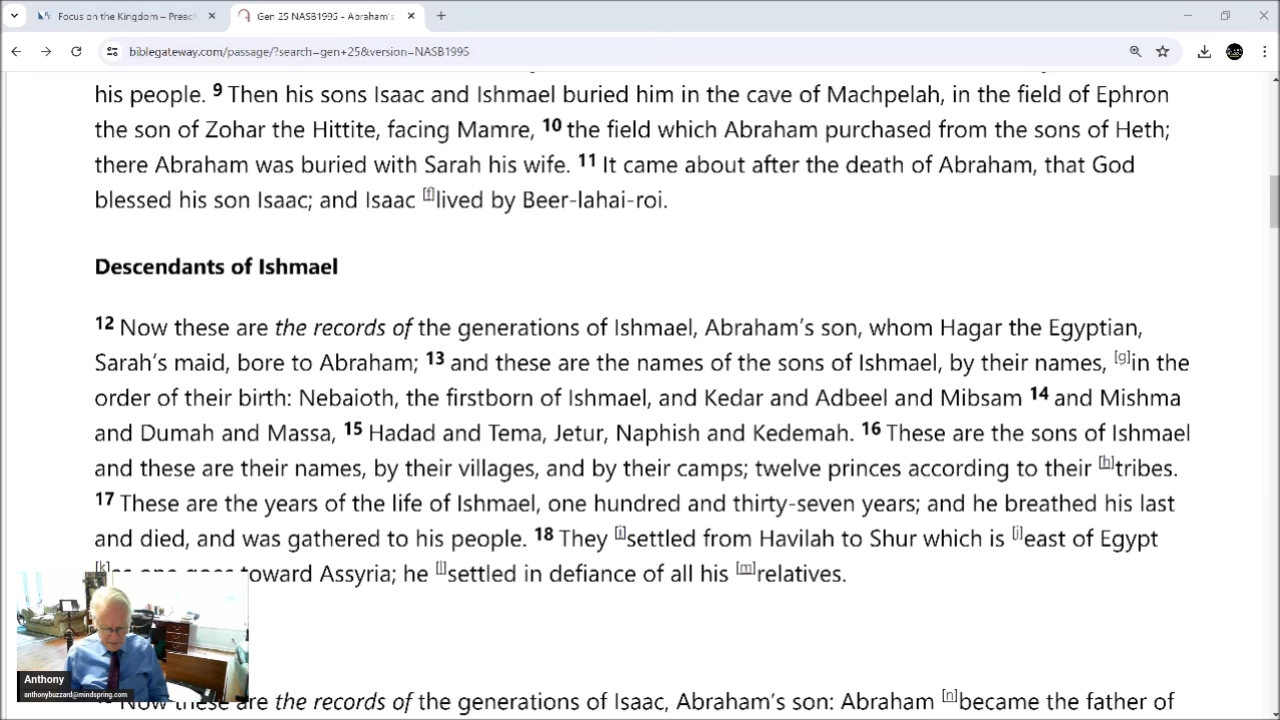 Focus on the Kingdom – Preach
Gen 25 NASB1995 - Abraham's
biblegateway.com/passage/?search=gen+25&version=NASB1995
his people. 9 Then his sons Isaac and Ishmael buried him in the cave of Machpelah, in the field of Ephron
the son of Zohar the Hittite, facing Mamre, 10 the field which Abraham purchased from the sons of Heth;
there Abraham was buried with Sarah his wife. 11 It came about after the death of Abraham, that God
blessed his son Isaac; and Isaac [f]lived by Beer-lahai-roi.
Descendants of Ishmael
12 Now these are the records of the generations of Ishmael, Abraham's son, whom Hagar the Egyptian,
Sarah's maid, bore to Abraham; 13 and these are the names of the sons of Ishmael, by their names, [g]in the
order of their birth: Nebaioth, the firstborn of Ishmael, and Kedar and Adbeel and Mibsam 14 and Mishma
and Dumah and Massa, 15 Hadad and Tema, Jetur, Naphish and Kedemah. 16 These are the sons of Ishmael
and these are their names, by their villages, and by their camps; twelve princes according to their [h]tribes.
17 These are the years of the life of Ishmael, one hundred and thirty-seven years; and he breathed his last
and died, and was gathered to his people. 18 They [i]settled from Havilah to Shur which is [j]east of Egypt
[k]as one goes toward Assyria; he [l]settled in defiance of all his [m]relatives.
Anthony
anthonybuzzard@mindspring.com
Now these are the records of the generations of Isaac, Abraham's son: Abraham [n]became the father of